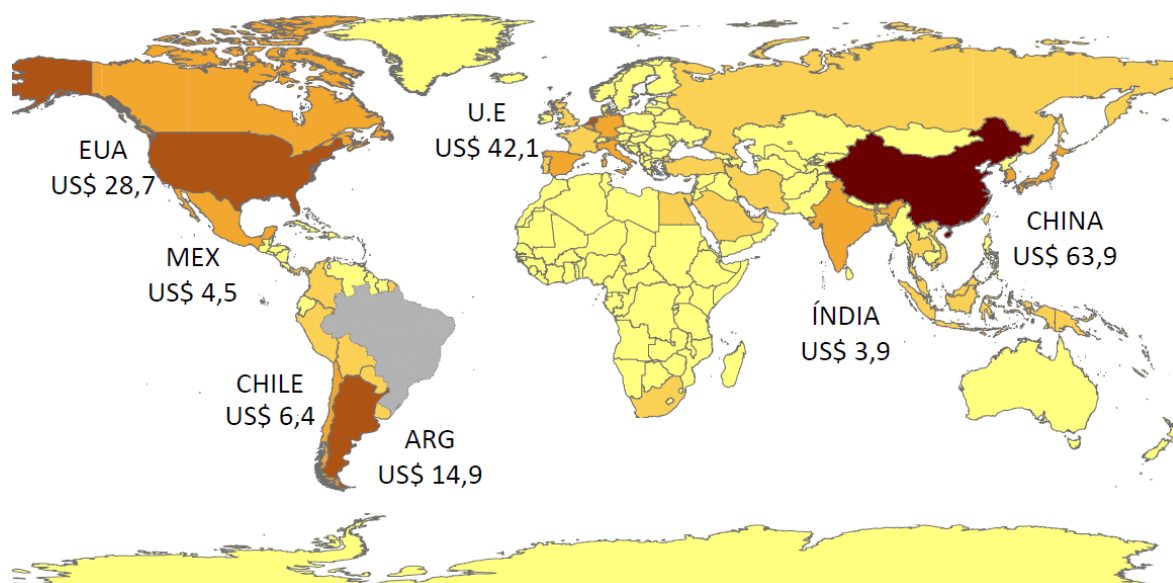 U.E
US$ 42,1
EUA
US$ 28,7
CHINA
US$ 63,9
MEX
US$ 4,5
ÍNDIA
US$ 3,9
CHILE
US$ 6,4
ARG
US$ 14,9